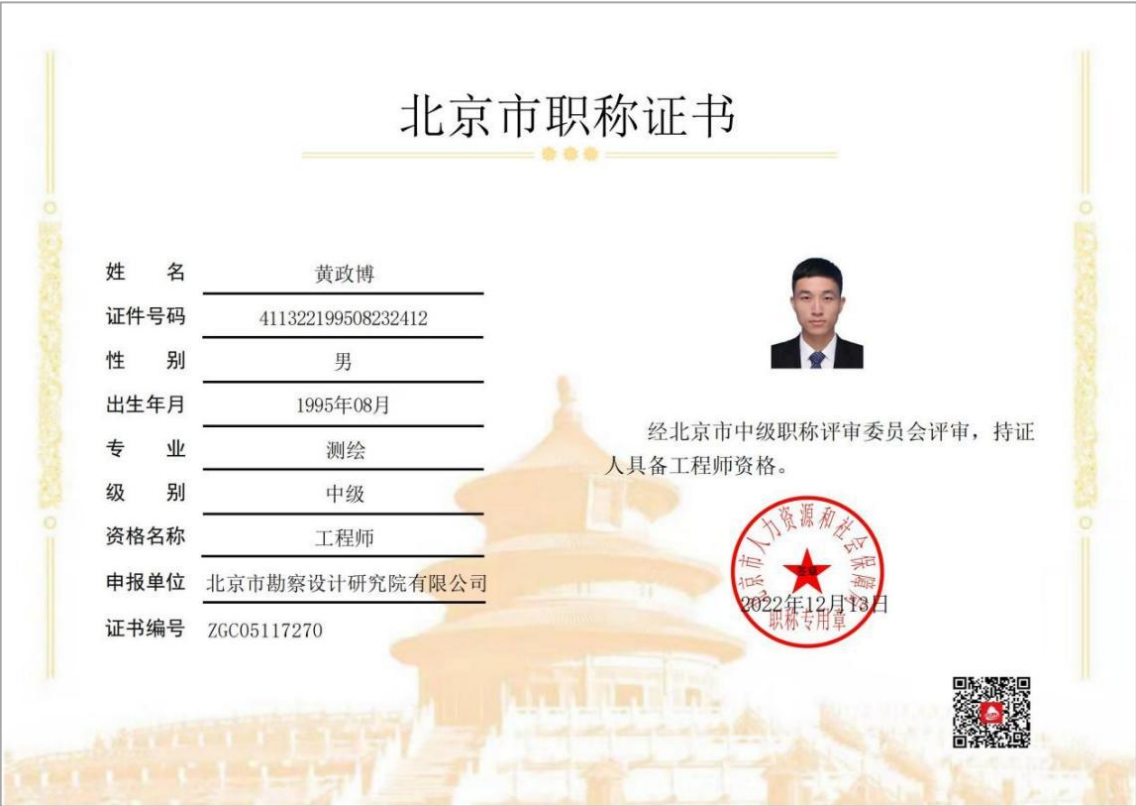 北京市职称证书
姓 名 黄政博
证件号码 411322199508232412
性 别 男
出生年月 1995年08月
专 业 测绘
级 别 中级
资格名称 工程师
申报单位 北京市勘察设计研究院有限公司
证书编号 ZGC05117270
经北京市中级职称评审委员会评审，持证
人具备工程师资格。
北京市人力资源和社会保障局
2022年12月13日
职称专用章